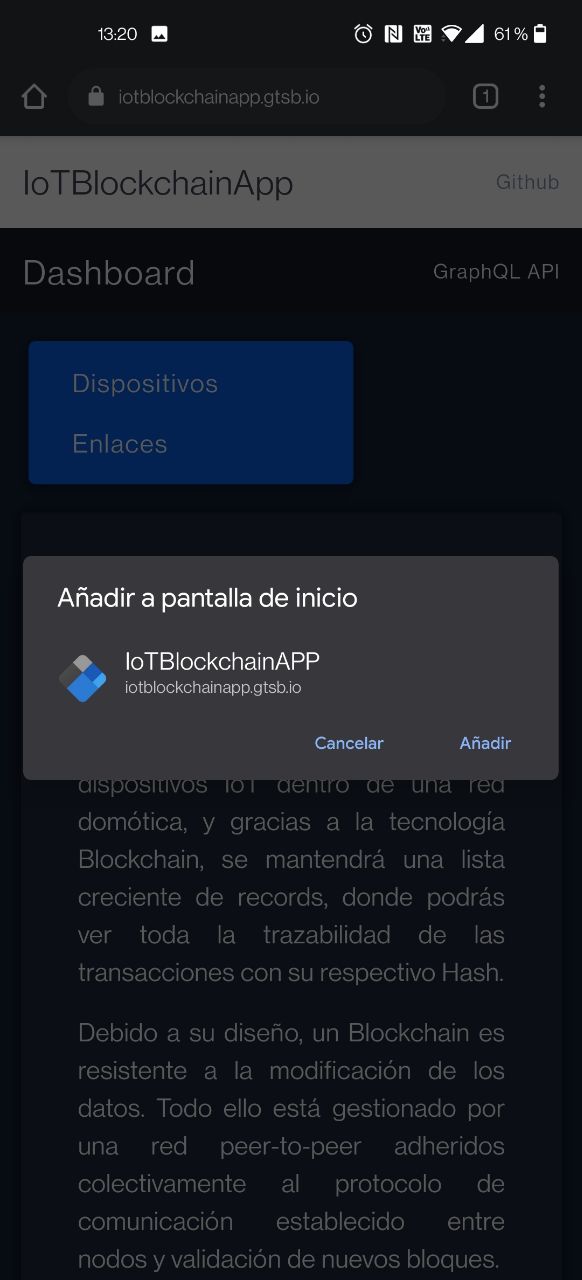 13:20
Vo)) LTE
61 %
iotblockchainapp.gtsb.io
1
IoTBlockchainApp
Github
Dashboard
GraphQL API
Dispositivos
Enlaces
Añadir a pantalla de inicio
IoTBlockchainAPP
iotblockchainapp.gtsb.io
Cancelar
Añadir
dispositivos IoT dentro de una red
domótica, y gracias a la tecnología
Blockchain, se mantendrá una lista
creciente de records, donde podrás
ver toda la trazabilidad de las
transacciones con su respectivo Hash.
Debido a su diseño, un Blockchain es
resistente a la modificación de los
datos. Todo ello está gestionado por
una red peer-to-peer adheridos
colectivamente al protocolo de
comunicación establecido entre
nodos y validación de nuevos bloques.